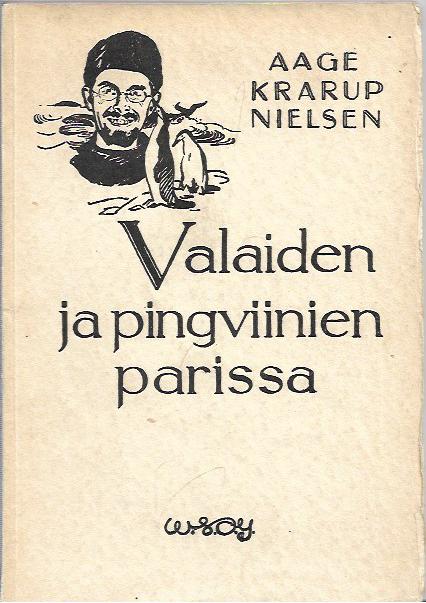 AAGE
KRARUP
NIELSEN
Valaiden
ja pingviinien
parissa
W.S.O.Y.